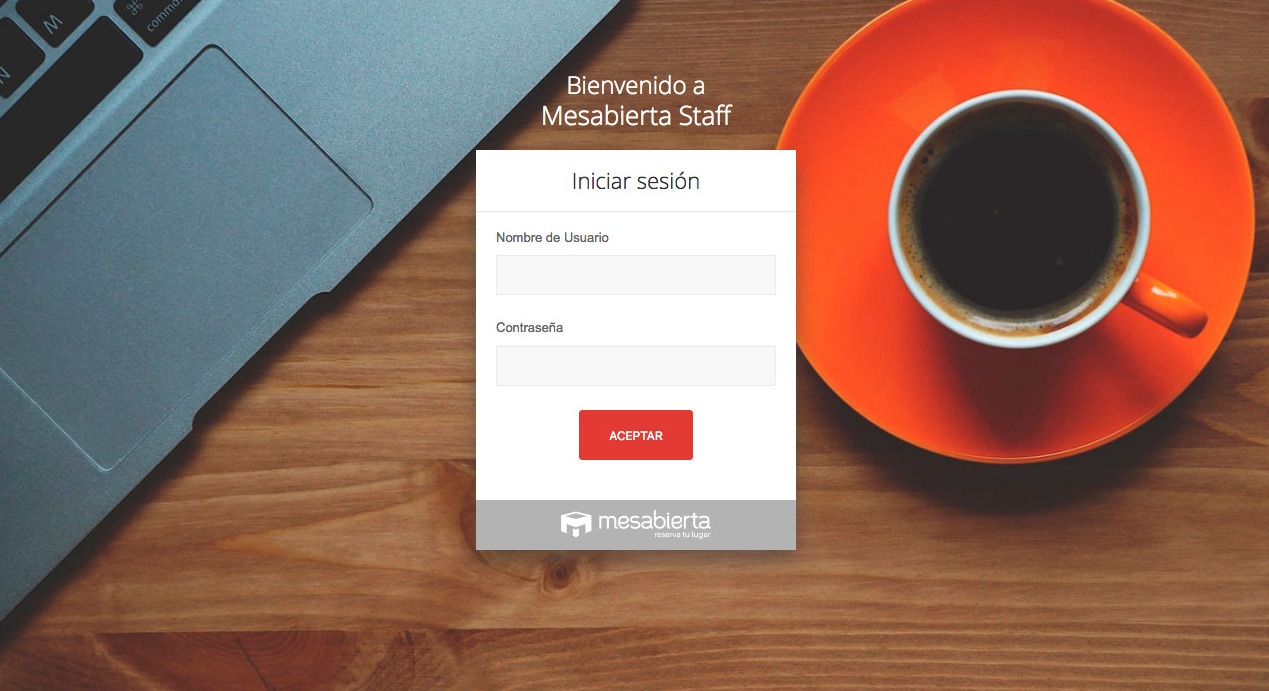 N
W
⌘
command
Bienvenido a
Mesabierta Staff
Iniciar sesión
Nombre de Usuario
Contraseña
ACEPTAR
mesabierta
reserva tu lugar